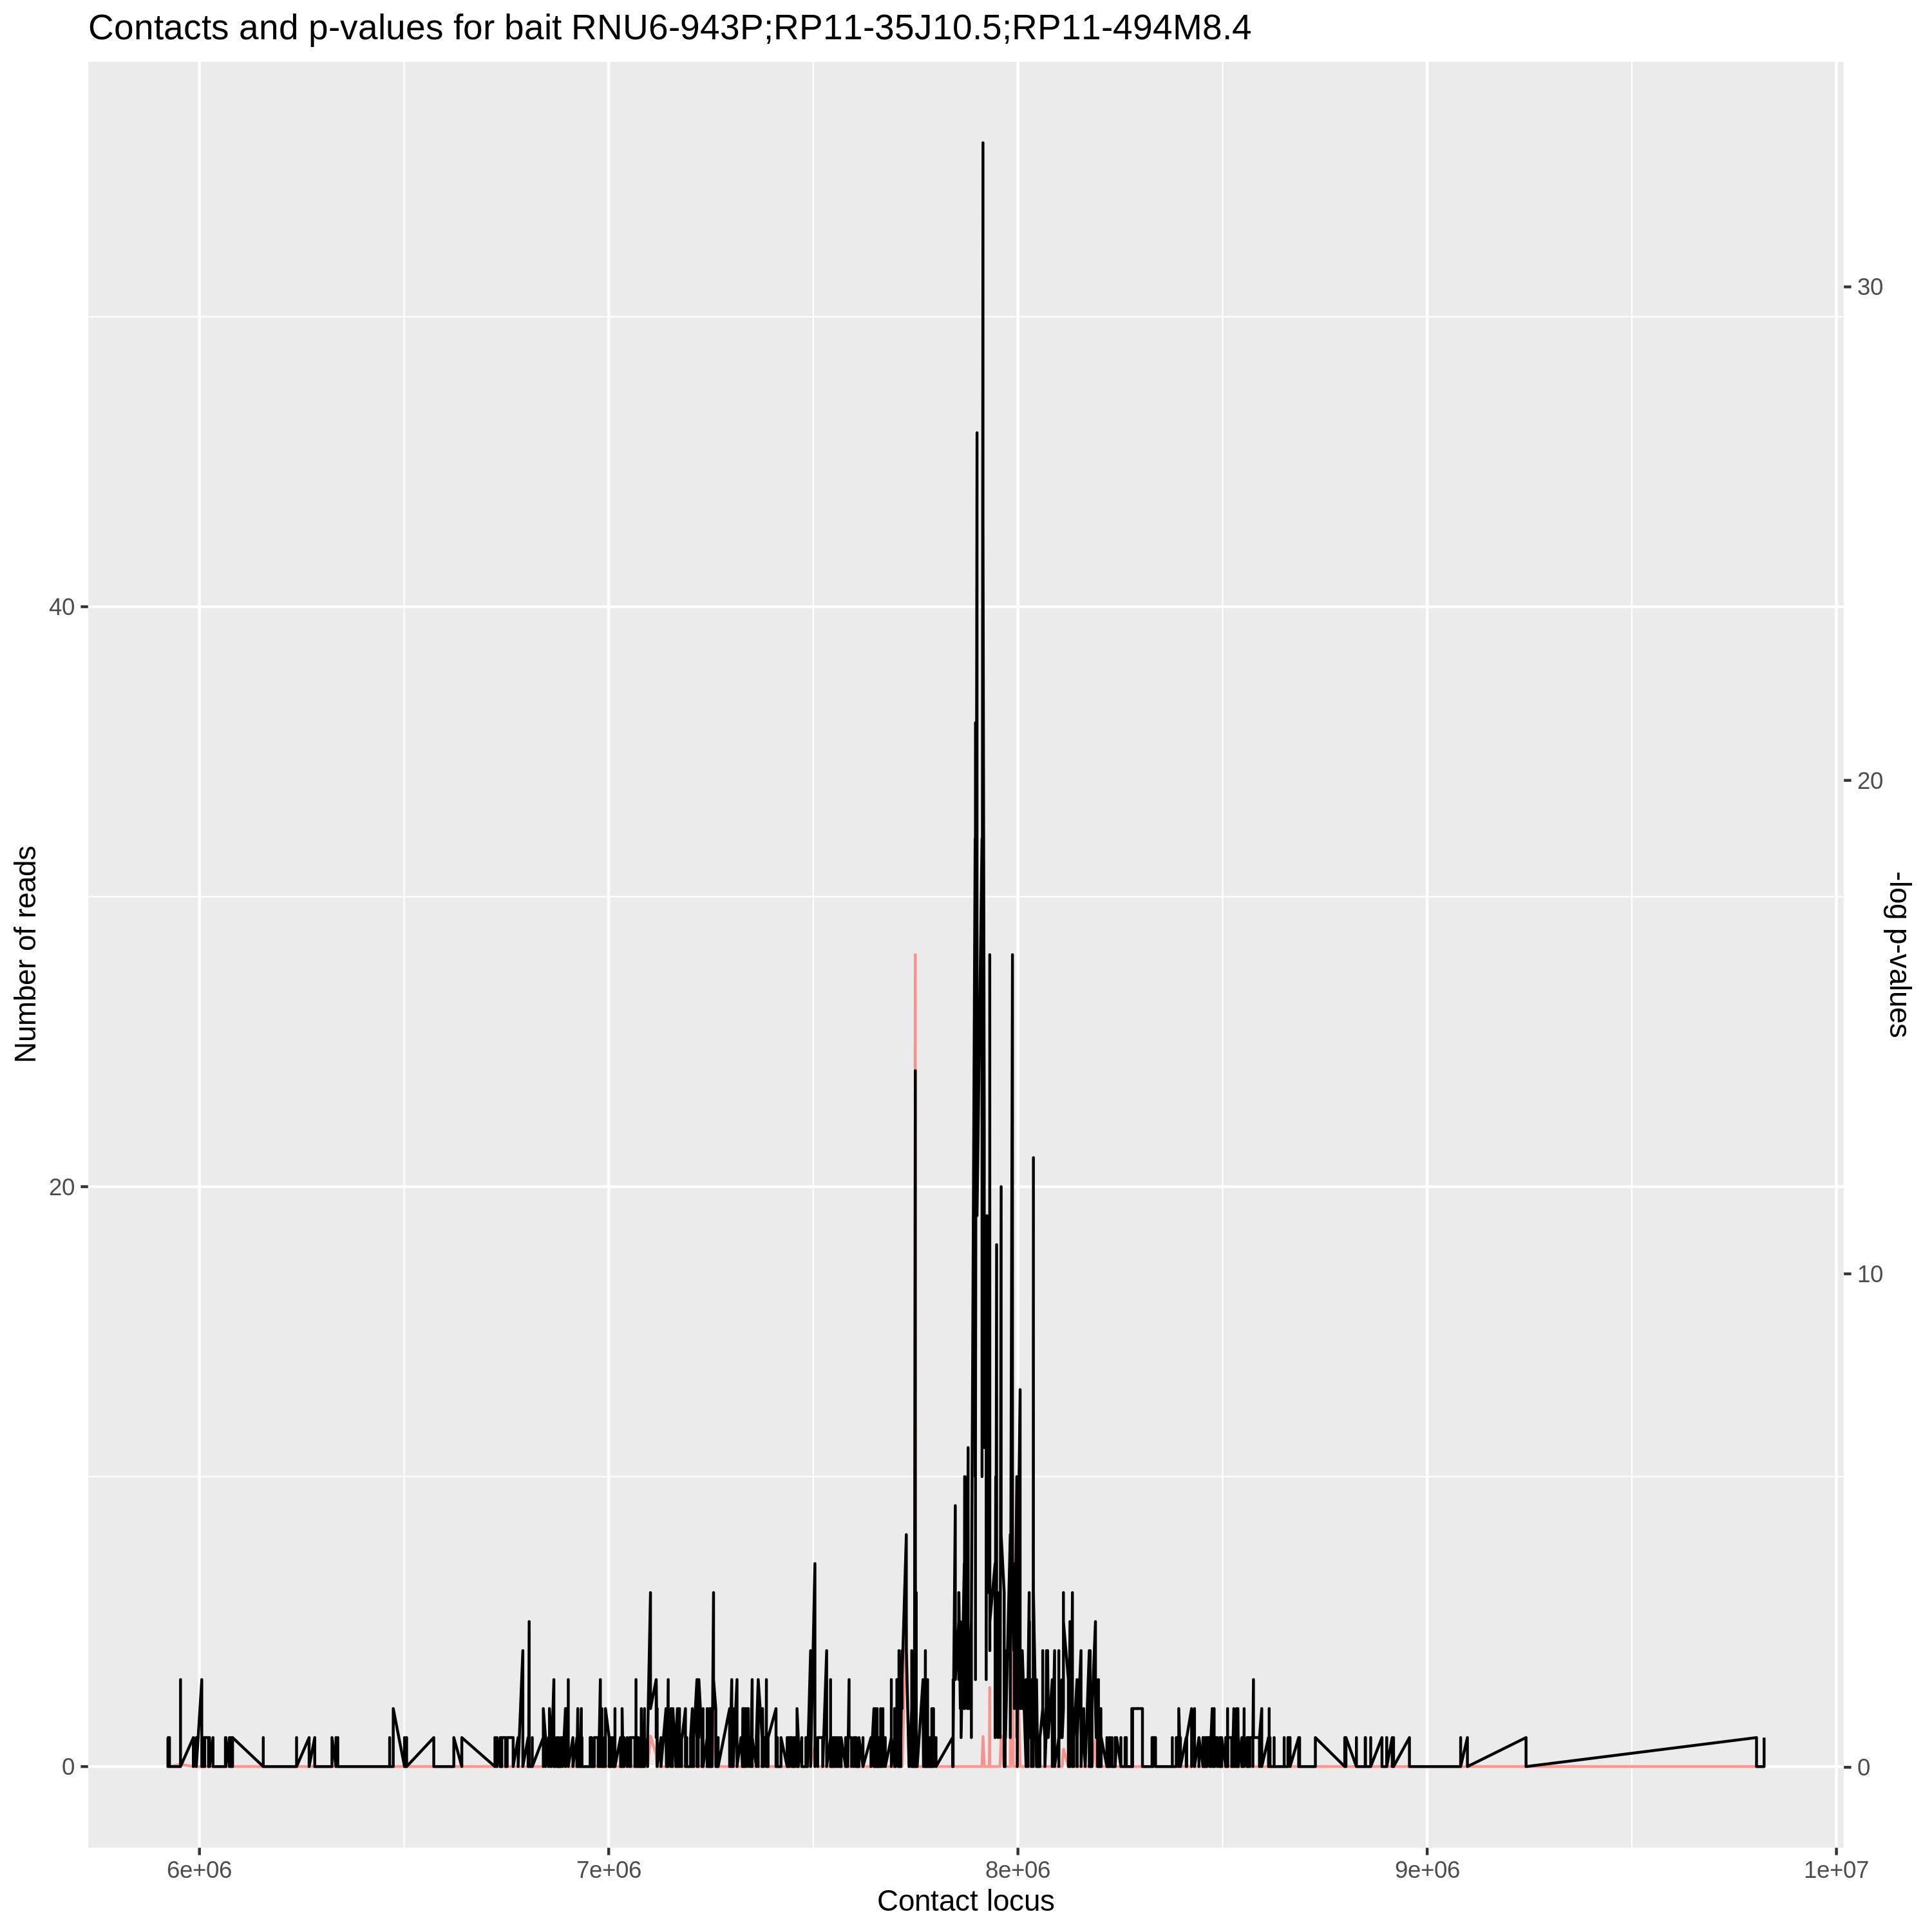 Contacts and p-values for bait RNU6-943P;RP11-35J10.5;RP11-494M8.4
Number of reads
40
20
0
30
20
10
0
-log p-values
6e+06 7e+06 8e+06 9e+06 1e+07
Contact locus